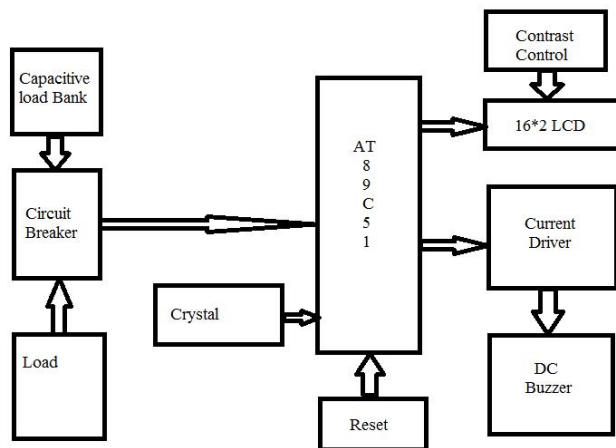 Capacitive
load Bank
Circuit
Breaker
Load
Crystal
AT
8
9
C
5
1
Reset
Contrast
Control
16*2 LCD
Current
Driver
DC
Buzzer